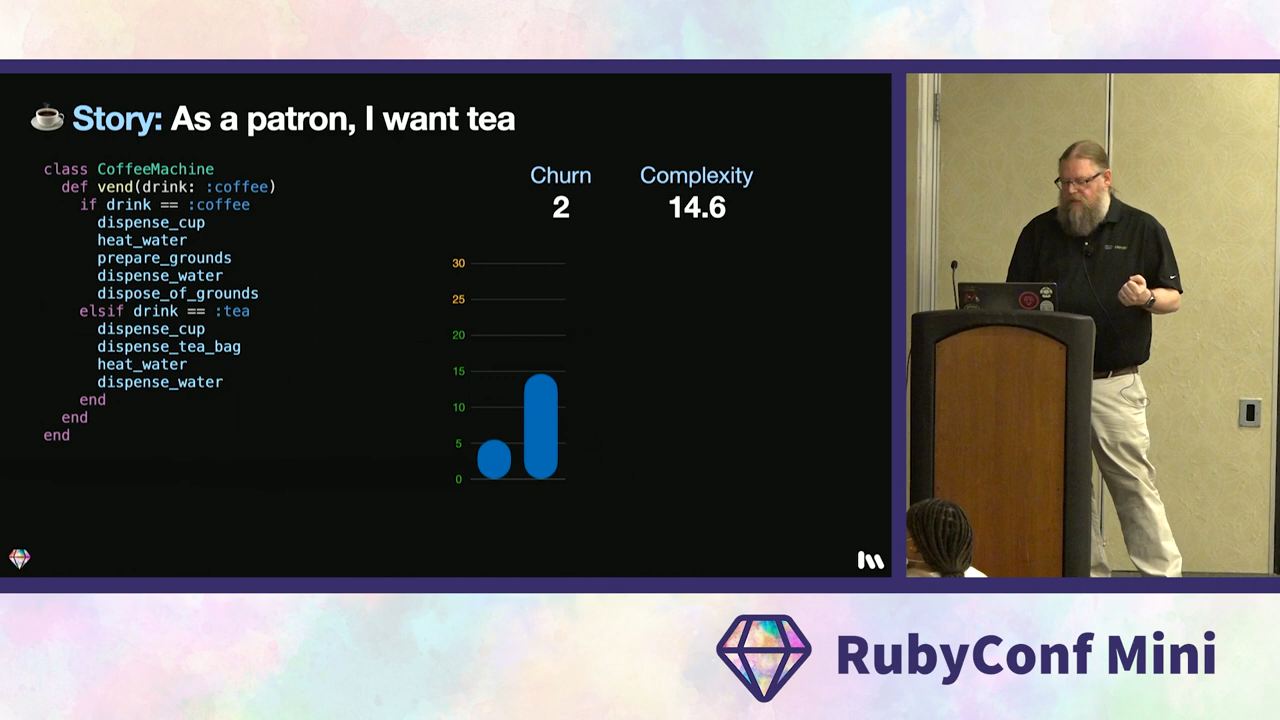 Story: As a patron, I want tea
class CoffeeMachine
def vend(drink: :coffee)
if drink == :coffee
dispense_cup
heat_water
prepare_grounds
dispense_water
dispose_of_grounds
elsif drink == :tea
dispense_cup
dispense_tea_bag
heat_water
dispense_water
end
end
end
Churn
2
Complexity
14.6
30
25
20
15
10
5
0
RubyConf Mini